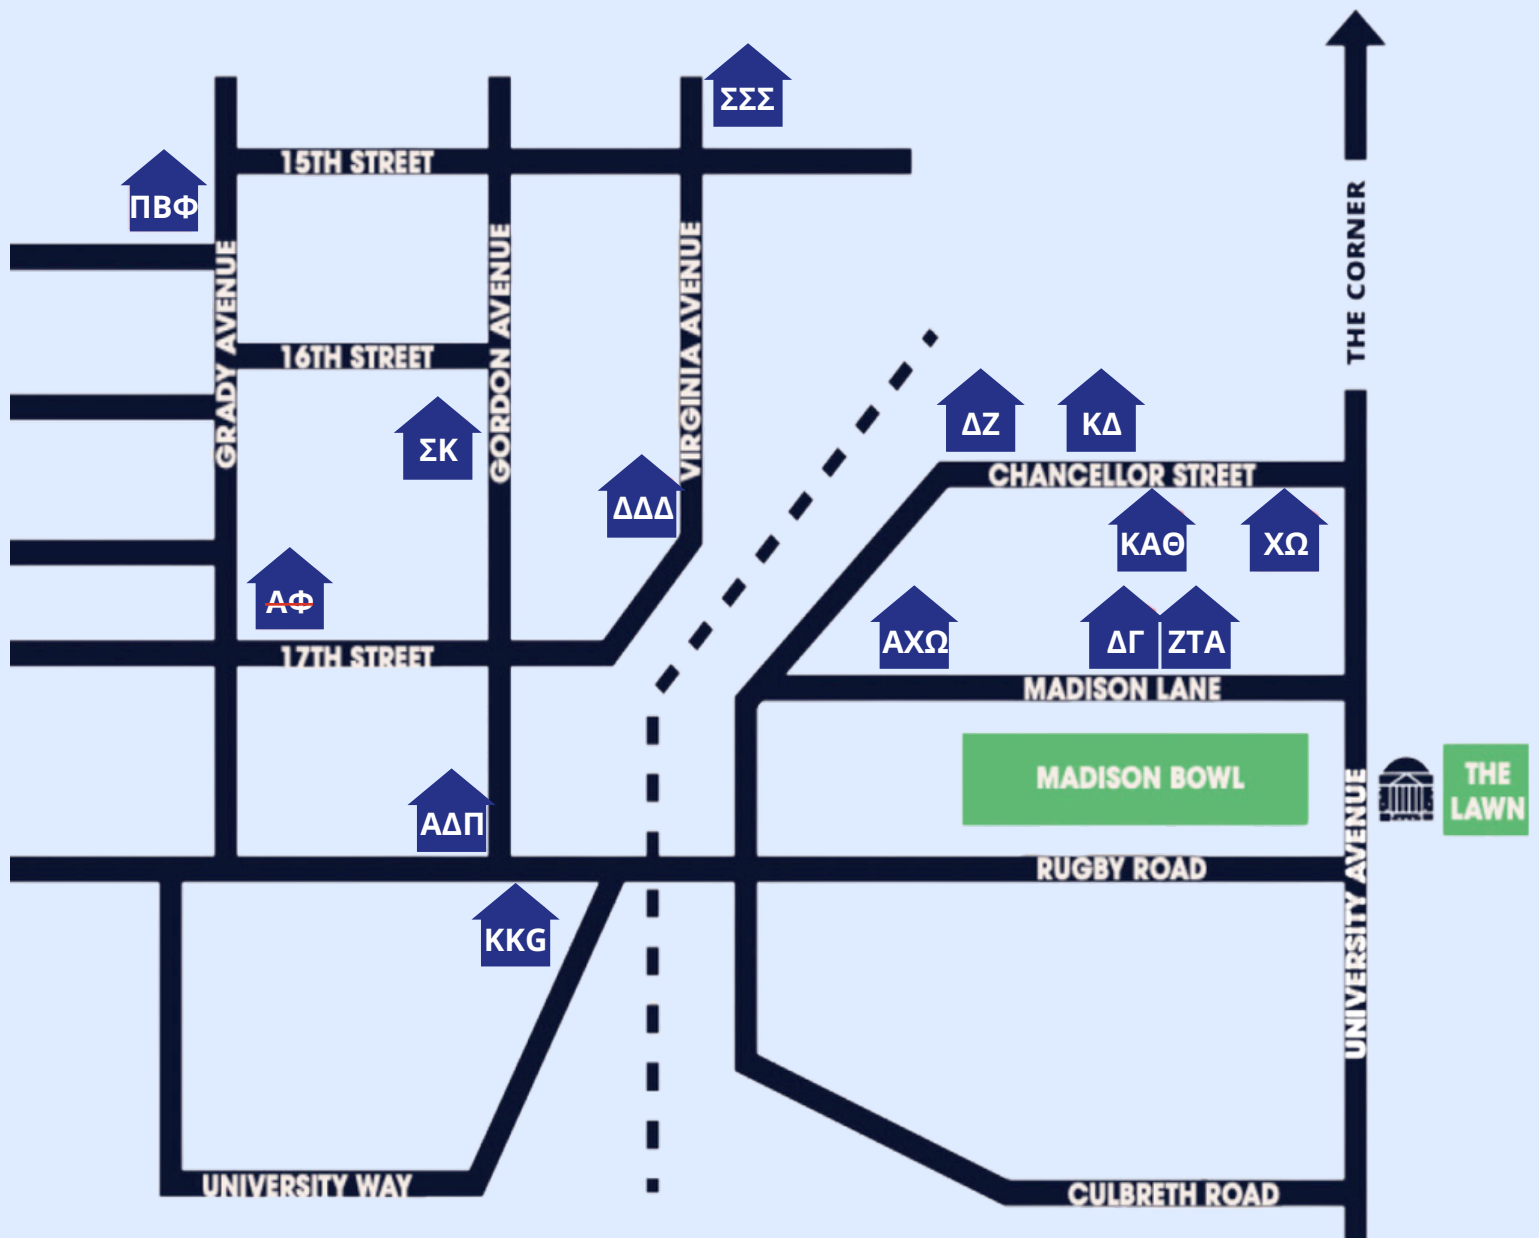 ΣΣΣ
15TH STREET
ΠΒΦ
THE CORNER
GRADY AVENUE
GORDON AVENUE
VIRGINIA AVENUE
16TH STREET
ΣΚ
ΔΖ
ΚΔ
CHANCELLOR STREET
ΔΔΔ
ΚΑΘ
ΧΩ
ΑΦ
ΑΧΩ
ΔΓ
ΖΤΑ
17TH STREET
MADISON LANE
MADISON BOWL
THE
LAWN
ΑΔΠ
RUGBY ROAD
UNIVERSITY AVENUE
KKG
UNIVERSITY WAY
CULBRETH ROAD